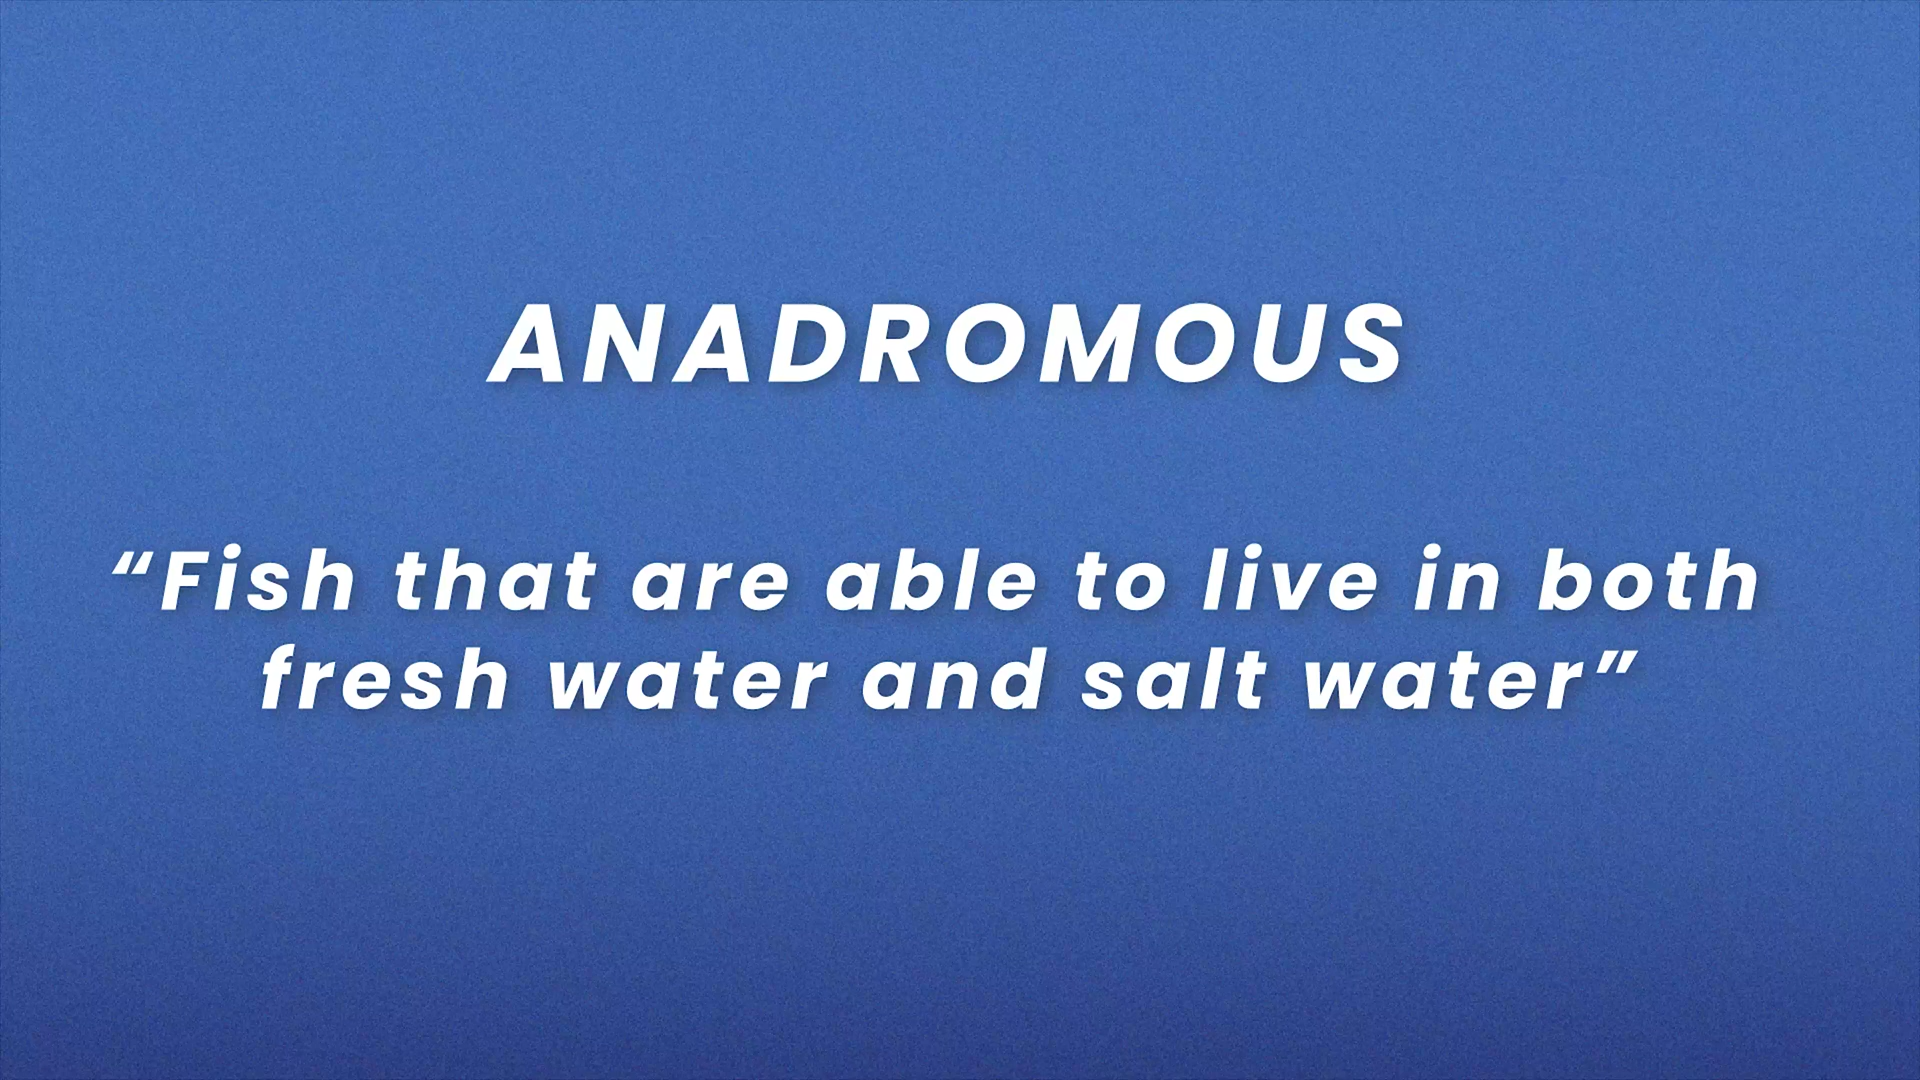 ANADROMOUS
“Fish that are able to live in both
fresh water and salt water”